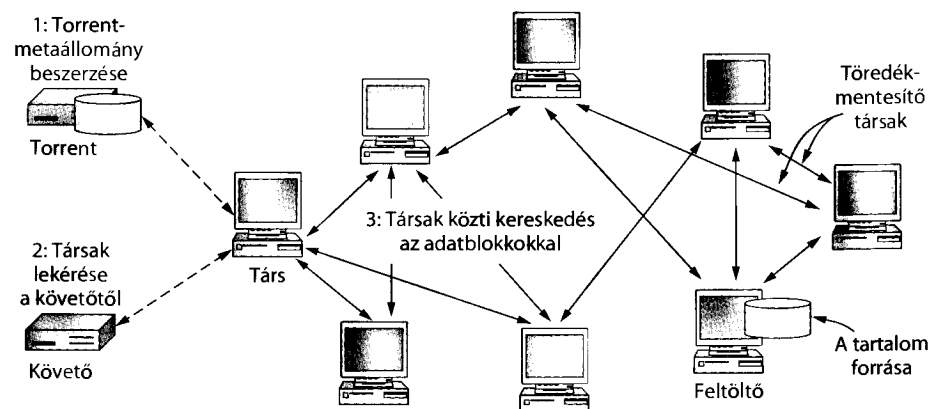 1: Torrent-
metaállomány
beszerzése
Torrent
2: Társak
lekérése
a követőtől
Követő
Társ
3: Társak közti kereskedés
az adatblokkokkal
Töredék-
mentesítő
társak
Feltöltő
A tartalom
forrása